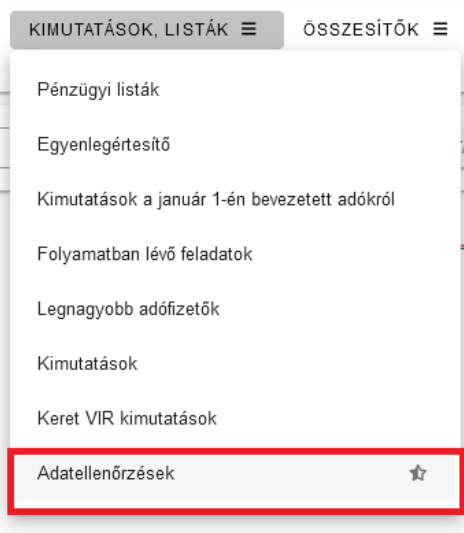 KIMUTATÁSOK, LISTÁK ÖSSZESÍTŐK
Pénzügyi listák
Egyenlegértesítő
Kimutatások a január 1-én bevezetett adókról
Folyamatban lévő feladatok
Legnagyobb adófizetők
Kimutatások
Keret VIR kimutatások
Adatellenőrzések